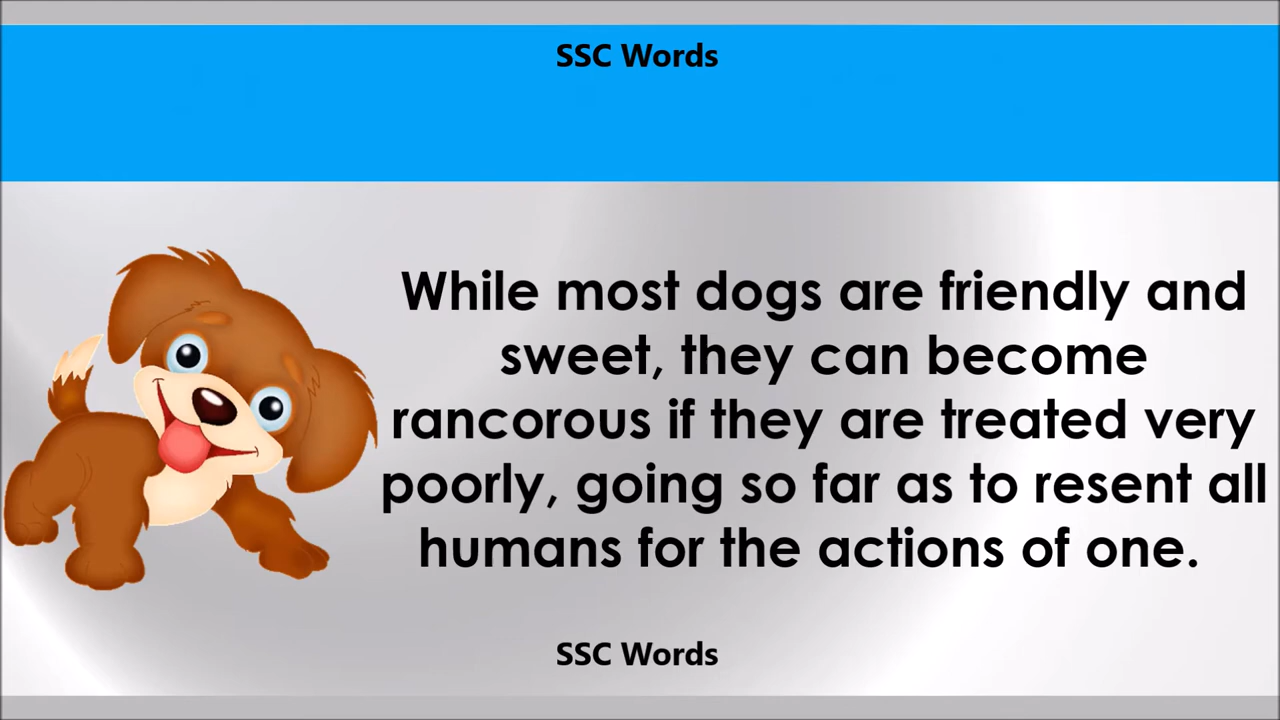 SSC Words
While most dogs are friendly and
sweet, they can become
rancorous if they are treated very
poorly, going so far as to resent all
humans for the actions of one.
SSC Words